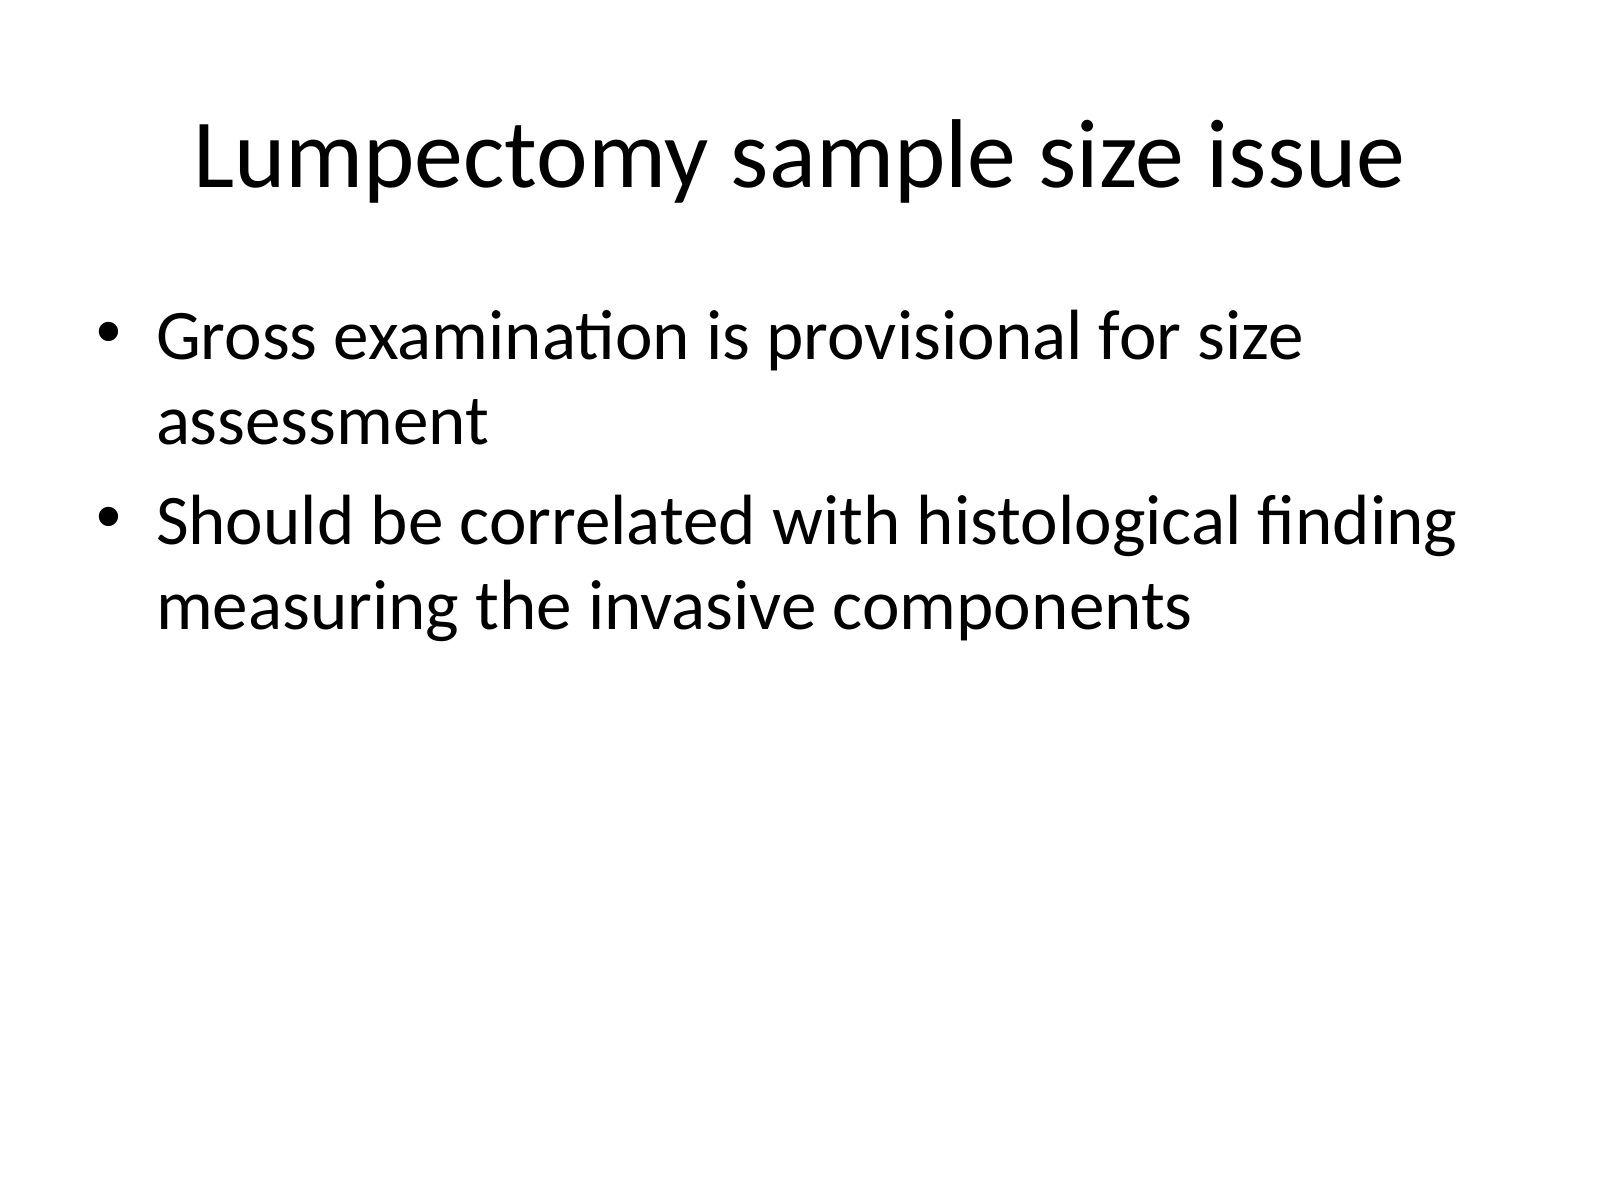 Lumpectomy sample size issue
• Gross examination is provisional for size
assessment
• Should be correlated with histological finding
measuring the invasive components